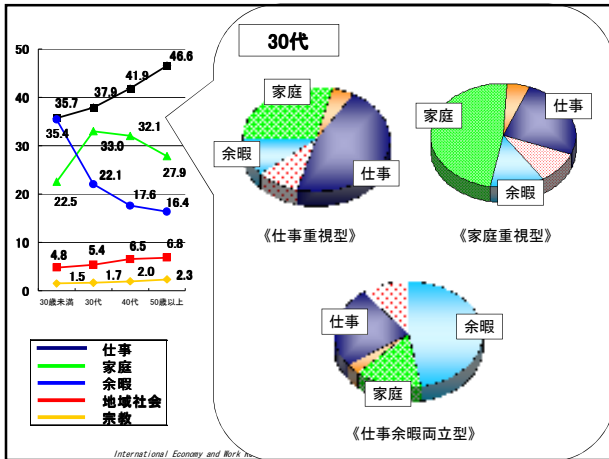 30代
50
40
30
20
10
0
35.7
37.9
41.9
46.6
35.4
33.0
32.1
27.9
22.5
22.1
17.6
16.4
4.8
5.4
6.5
6.8
1.5
1.7
2.0
2.3
30歳未満
30代
40代
50歳以上
仕事
家庭
余暇
地域社会
宗教
家庭
余暇
仕事
《仕事重視型》
家庭
仕事
余暇
《家庭重視型》
仕事
余暇
家庭
《仕事余暇両立型》
International Economy and Work